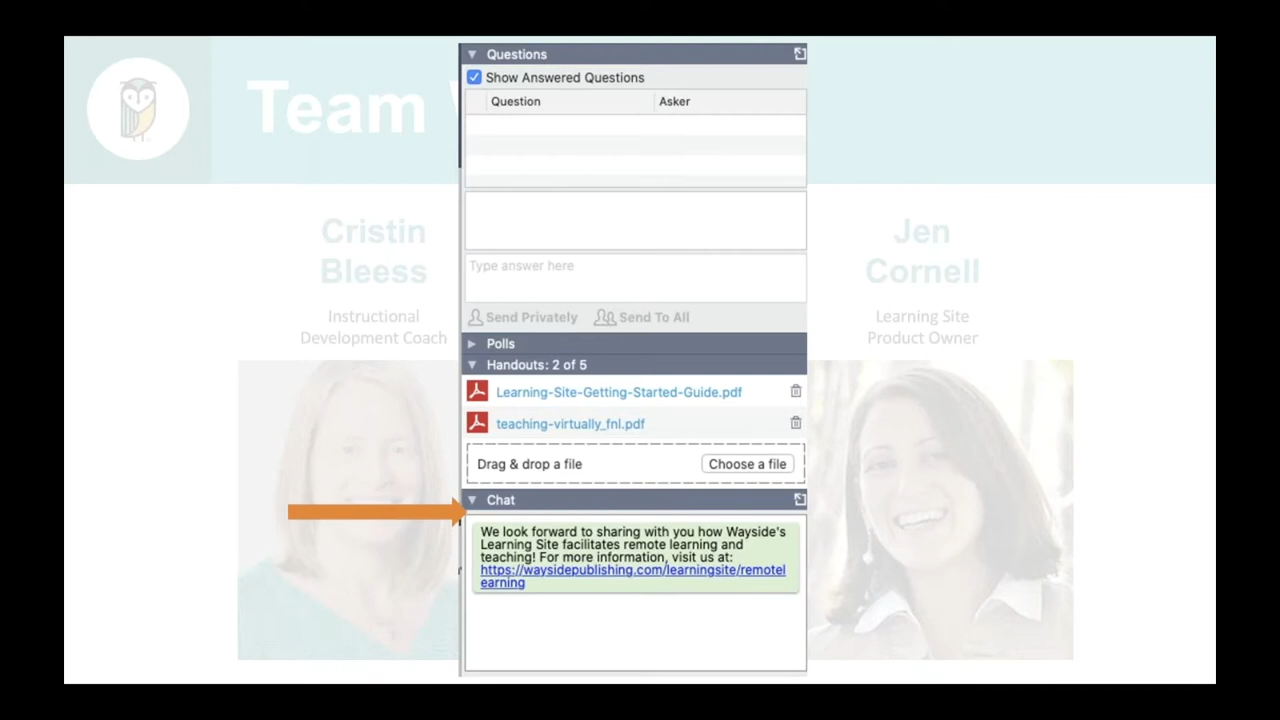 Team
Cristin
Bleess
Instructional
Development Coach
Jen
Cornell
Learning Site
Product Owner
Questions
Show Answered Questions
Question Asker
Type answer here
Send Privately Send To All
Polls
Handouts: 2 of 5
Learning-Site-Getting-Started-Guide.pdf
teaching-virtually_fnl.pdf
Drag & drop a file Choose a file
Chat
We look forward to sharing with you how Wayside's
Learning Site facilitates remote learning and
teaching! For more information, visit us at:
https://waysidepublishing.com/learningsite/remotel
earning